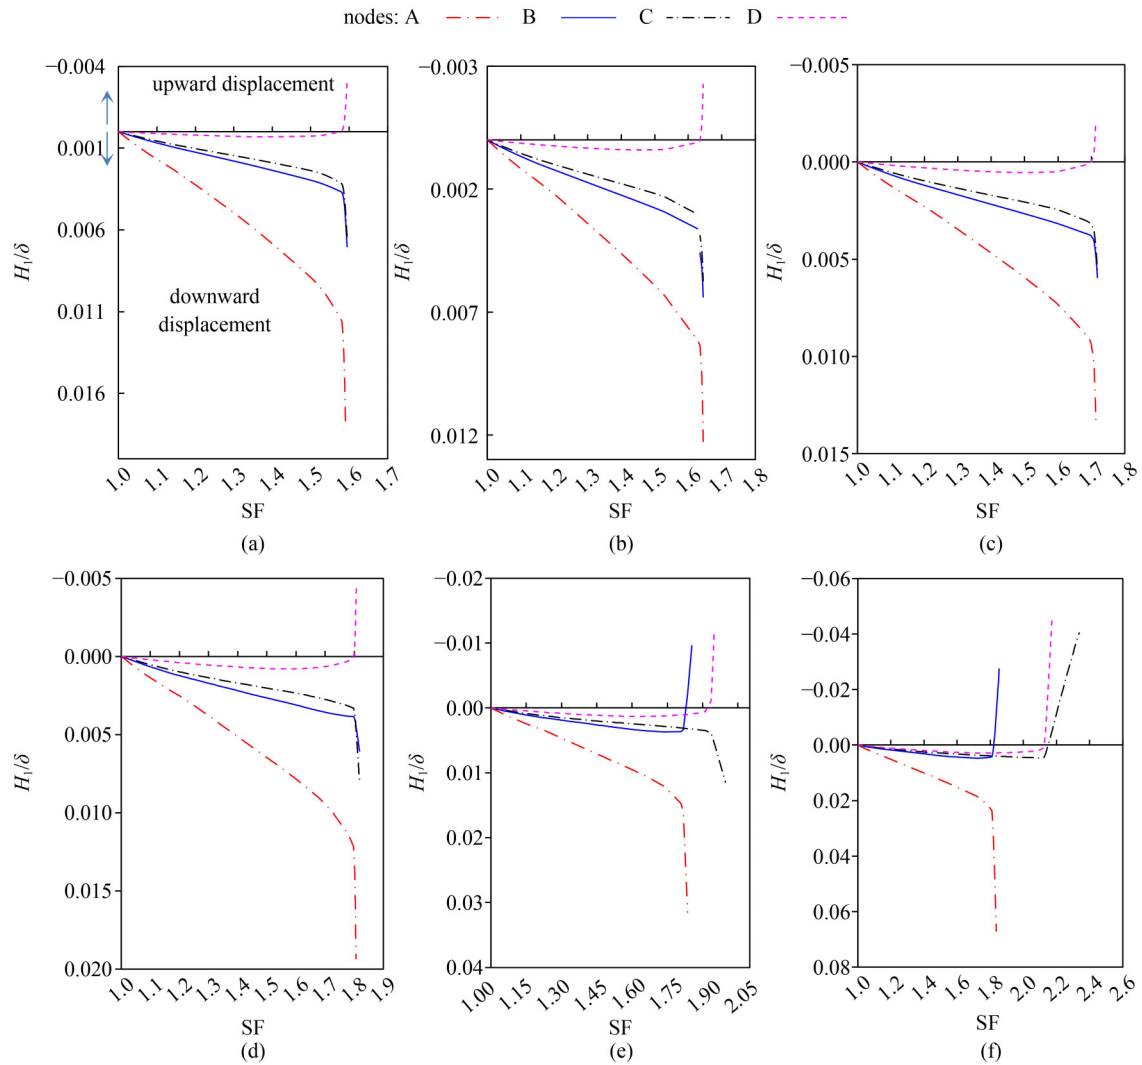 nodes: A B C D
−0.004
0.001
0.006
0.011
0.016
upward displacement
downward
displacement
H₁/δ
1.0 1.1 1.2 1.3 1.4 1.5 1.6 1.7
SF
(a)
−0.003
0.002
0.007
0.012
H₁/δ
1.0 1.1 1.2 1.3 1.4 1.5 1.6 1.7 1.8
SF
(b)
−0.005
0.000
0.005
0.010
0.015
H₁/δ
1.0 1.1 1.2 1.3 1.4 1.5 1.6 1.7 1.8
SF
(c)
−0.005
0.000
0.005
0.010
0.015
0.020
H₁/δ
1.0 1.1 1.2 1.3 1.4 1.5 1.6 1.7 1.8 1.9
SF
(d)
−0.02
−0.01
0.00
0.01
0.02
0.03
0.04
H₁/δ
1.00 1.15 1.30 1.45 1.60 1.75 1.90 2.05
SF
(e)
−0.06
−0.04
−0.02
0.00
0.02
0.04
0.06
0.08
H₁/δ
1.0 1.2 1.4 1.6 1.8 2.0 2.2 2.4 2.6
SF
(f)